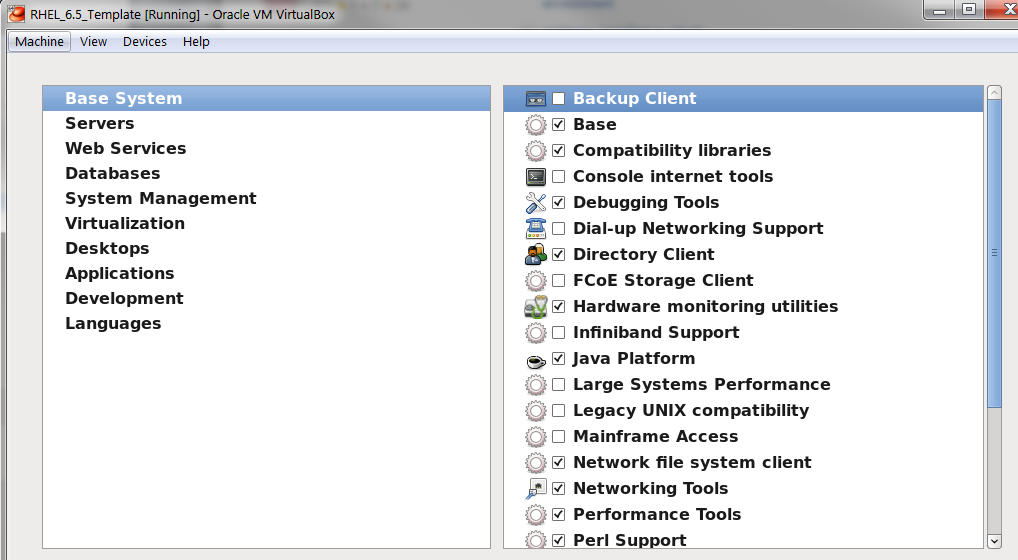 RHEL_6.5_Template [Running] - Oracle VM VirtualBox
Machine View Devices Help
Base System
Servers
Web Services
Databases
System Management
Virtualization
Desktops
Applications
Development
Languages
Backup Client
Base
Compatibility libraries
Console internet tools
Debugging Tools
Dial-up Networking Support
Directory Client
FCoE Storage Client
Hardware monitoring utilities
Infiniband Support
Java Platform
Large Systems Performance
Legacy UNIX compatibility
Mainframe Access
Network file system client
Networking Tools
Performance Tools
Perl Support